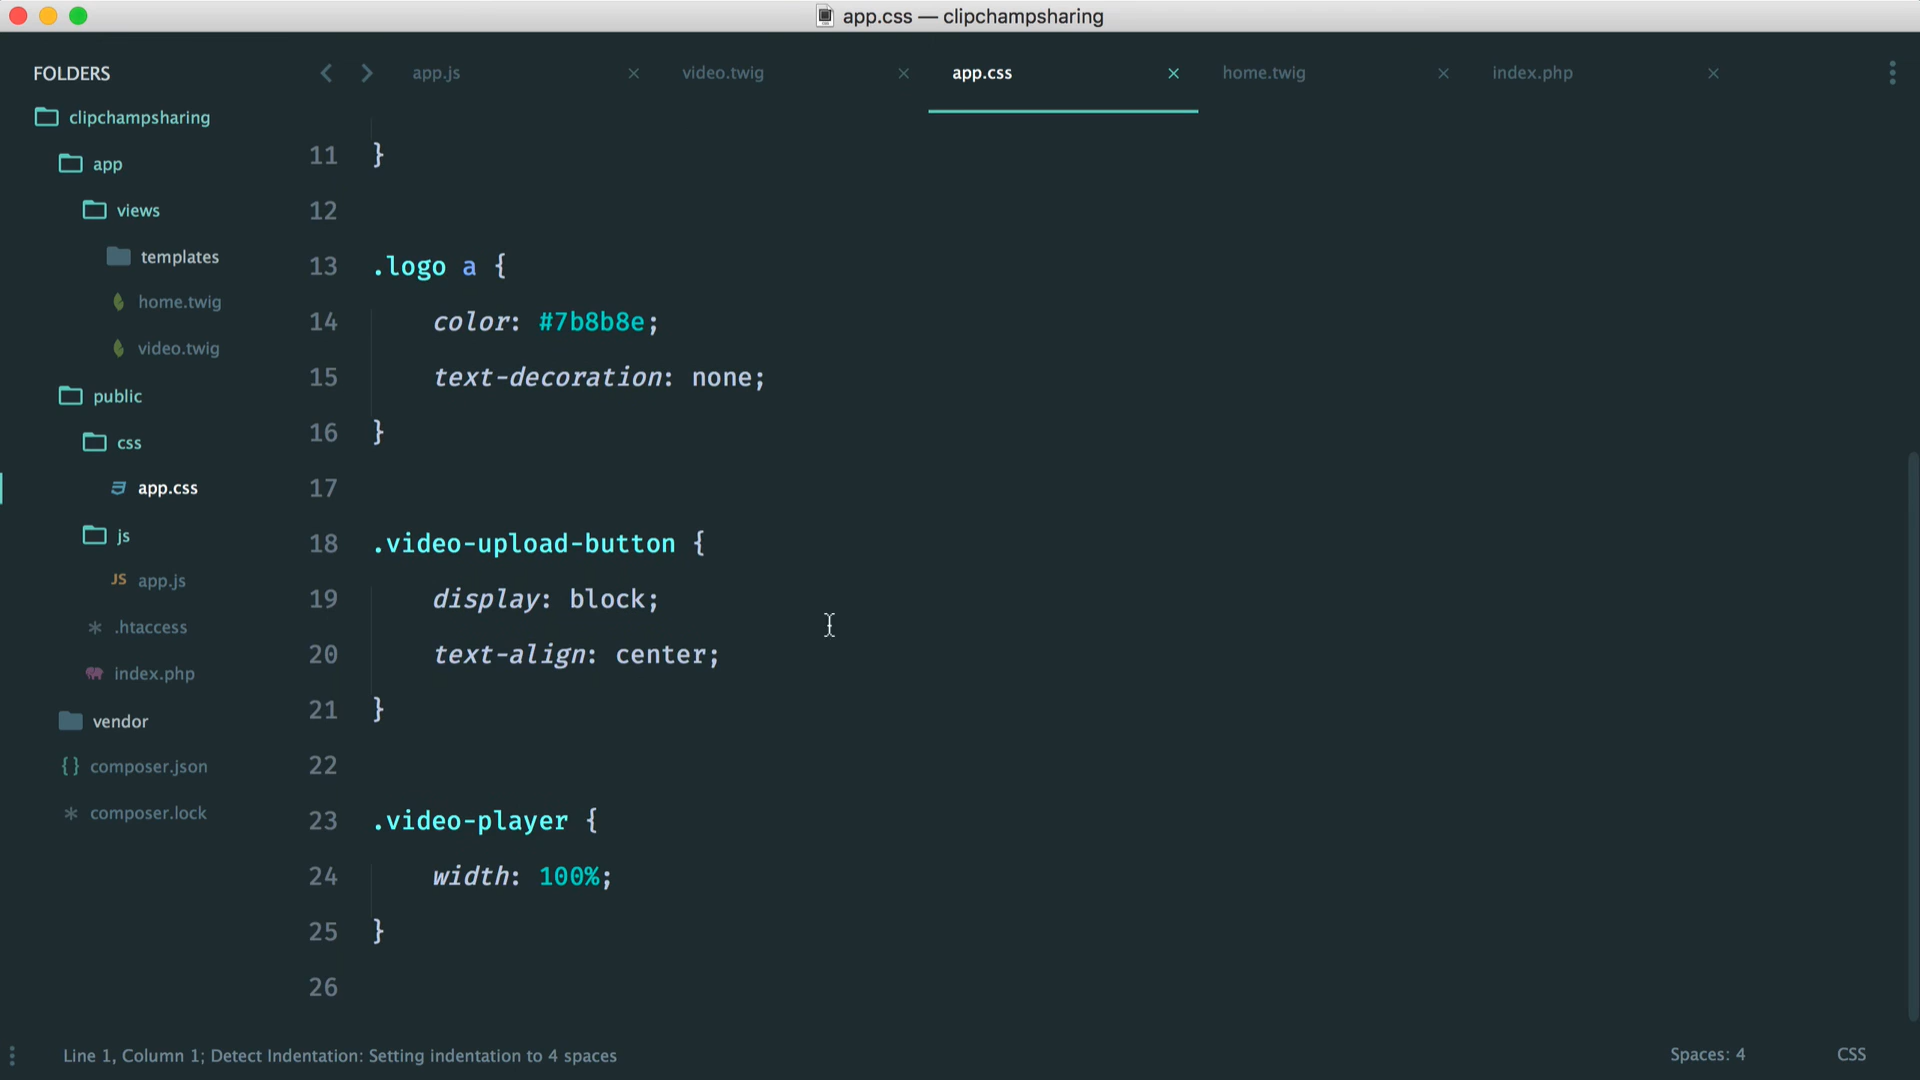 app.css — clipchampsharing
FOLDERS
clipchampsharing
app
views
templates
home.twig
video.twig
public
css
app.css
js
JS app.js
.htaccess
index.php
vendor
{} composer.json
* composer.lock
app.js × video.twig × app.css × home.twig × index.php ×
11 }
12
13 .logo a {
14 color: #7b8b8e;
15 text-decoration: none;
16 }
17
18 .video-upload-button {
19 display: block;
20 text-align: center;
21 }
22
23 .video-player {
24 width: 100%;
25 }
26
Line 1, Column 1; Detect Indentation: Setting indentation to 4 spaces
Spaces: 4
CSS